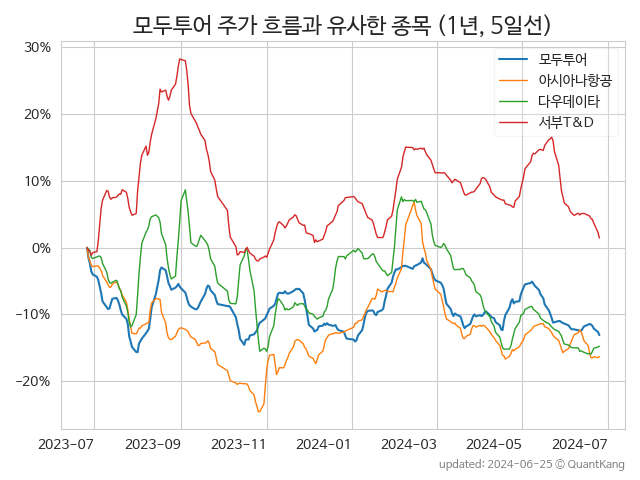 모두투어 주가 흐름과 유사한 종목 (1년, 5일선)
모두투어
아시아나항공
다우데이타
서부T&D
30%
20%
10%
0%
−10%
−20%
2023-07 2023-09 2023-11 2024-01 2024-03 2024-05 2024-07
updated: 2024-06-25 ⓒ QuantKang